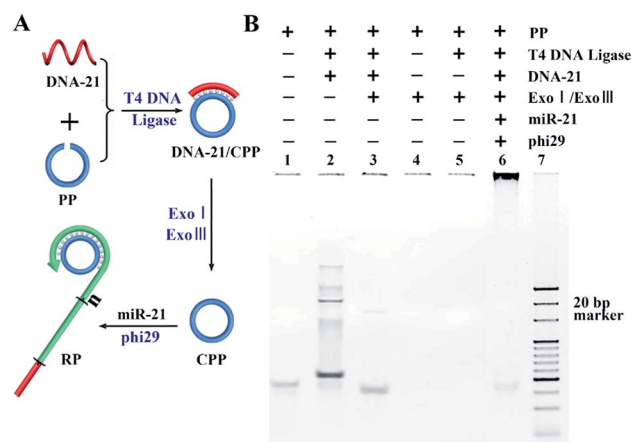 A
DNA-21
+
PP
T4 DNA
Ligase
DNA-21/CPP
Exo Ⅰ
Exo Ⅲ
CPP
miR-21
phi29
n
RP
B
+ + + + + + PP
– + + – + + T4 DNA Ligase
– + + – – + DNA-21
– – + + + + Exo Ⅰ/Exo Ⅲ
– – – – – + miR-21
– – – – – + phi29
1 2 3 4 5 6 7
20 bp
marker